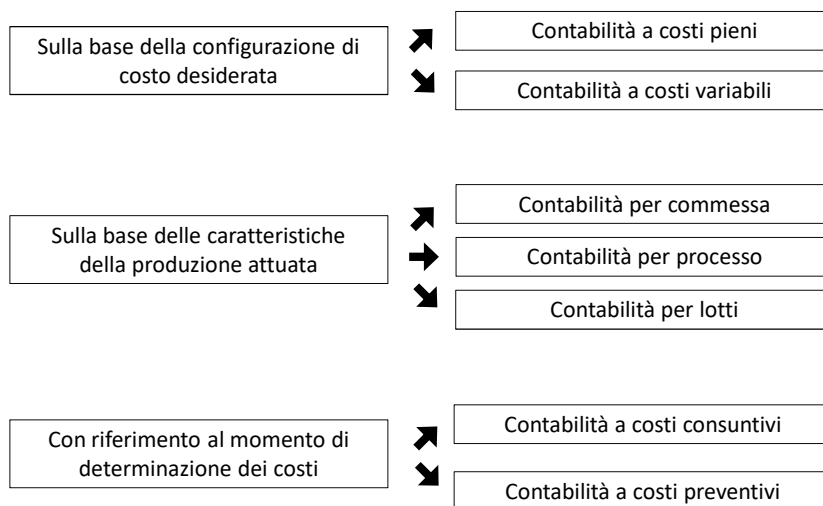 Sulla base della configurazione di
costo desiderata
Contabilità a costi pieni
Contabilità a costi variabili
Sulla base delle caratteristiche
della produzione attuata
Contabilità per commessa
Contabilità per processo
Contabilità per lotti
Con riferimento al momento di
determinazione dei costi
Contabilità a costi consuntivi
Contabilità a costi preventivi